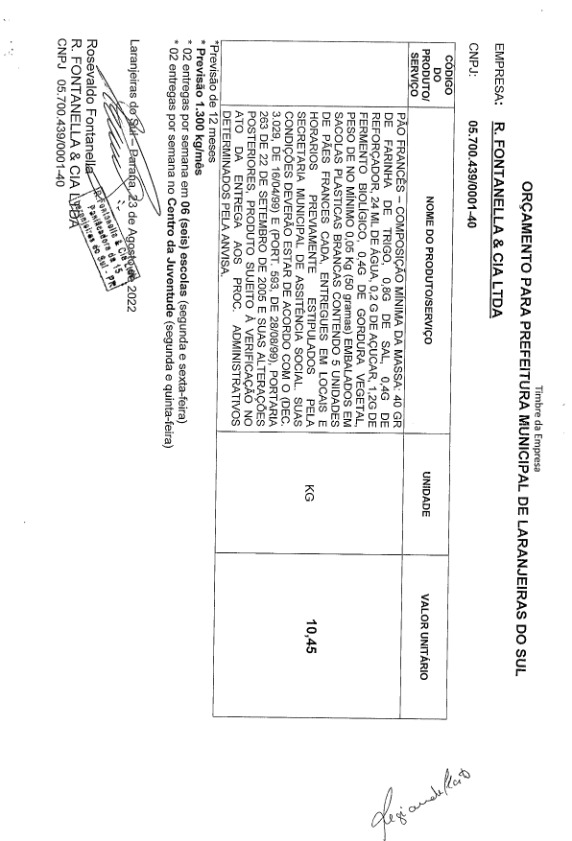 Timbre da Empresa
ORÇAMENTO PARA PREFEITURA MUNICIPAL DE LARANJEIRAS DO SUL
EMPRESA: R. FONTANELLA & CIA LTDA
CNPJ: 05.700.439/0001-40
CÓDIGO DO PRODUTO/ SERVIÇO
NOME DO PRODUTO/SERVIÇO
UNIDADE
VALOR UNITÁRIO
PÃO FRANCÊS – COMPOSIÇÃO MÍNIMA DA MASSA: 40 GR
DE FARINHA DE TRIGO, 0,8G DE SAL, 0,4G DE
REFORÇADOR, 24 ML DE ÁGUA, 0,2 G DE AÇUCAR, 1,2G DE
FERMENTO BIOLÓGICO, 0,4G DE GORDURA VEGETAL,
PESO DE NO MÍNIMO 0,05 Kg (50 gramas) EMBALADOS EM
SACOLAS PLASTICAS BRANCAS CONTENDO 5 UNIDADES
DE PÃES FRANCES CADA, ENTREGUES EM LOCAIS E
HORARIOS PREVIAMENTE ESTIPULADOS PELA
SECRETARIA MUNICIPAL DE ASSITÊNCIA SOCIAL. SUAS
CONDIÇÕES DEVERÃO ESTAR DE ACORDO COM O (DEC.
3.029, DE 16/04/99) E (PORT. 593, DE 28/08/99), PORTARIA
263 DE 22 DE SETEMBRO DE 2005 E SUAS ALTERAÇÕES
POSTERIORES, PRODUTO SUJEITO À VERIFICAÇÃO NO
ATO DA ENTREGA AOS PROC. ADMINISTRATIVOS
DETERMINADOS PELA ANVISA.
KG
10,45
*Previsão de 12 meses
* Previsão 1.300 kg/mês
* 02 entregas por semana em 06 (seis) escolas (segunda e sexta-feira)
* 02 entregas por semana no Centro da Juventude (segunda e quinta-feira)
Laranjeiras do Sul – Paraná, 23 de Agosto de 2022
R. Fontanella & Cia Ltda
Panificadora da 15
Laranjeiras do Sul - PR
Rosevaldo Fontanella
R. FONTANELLA & CIA LTDA
CNPJ 05.700.439/0001-40